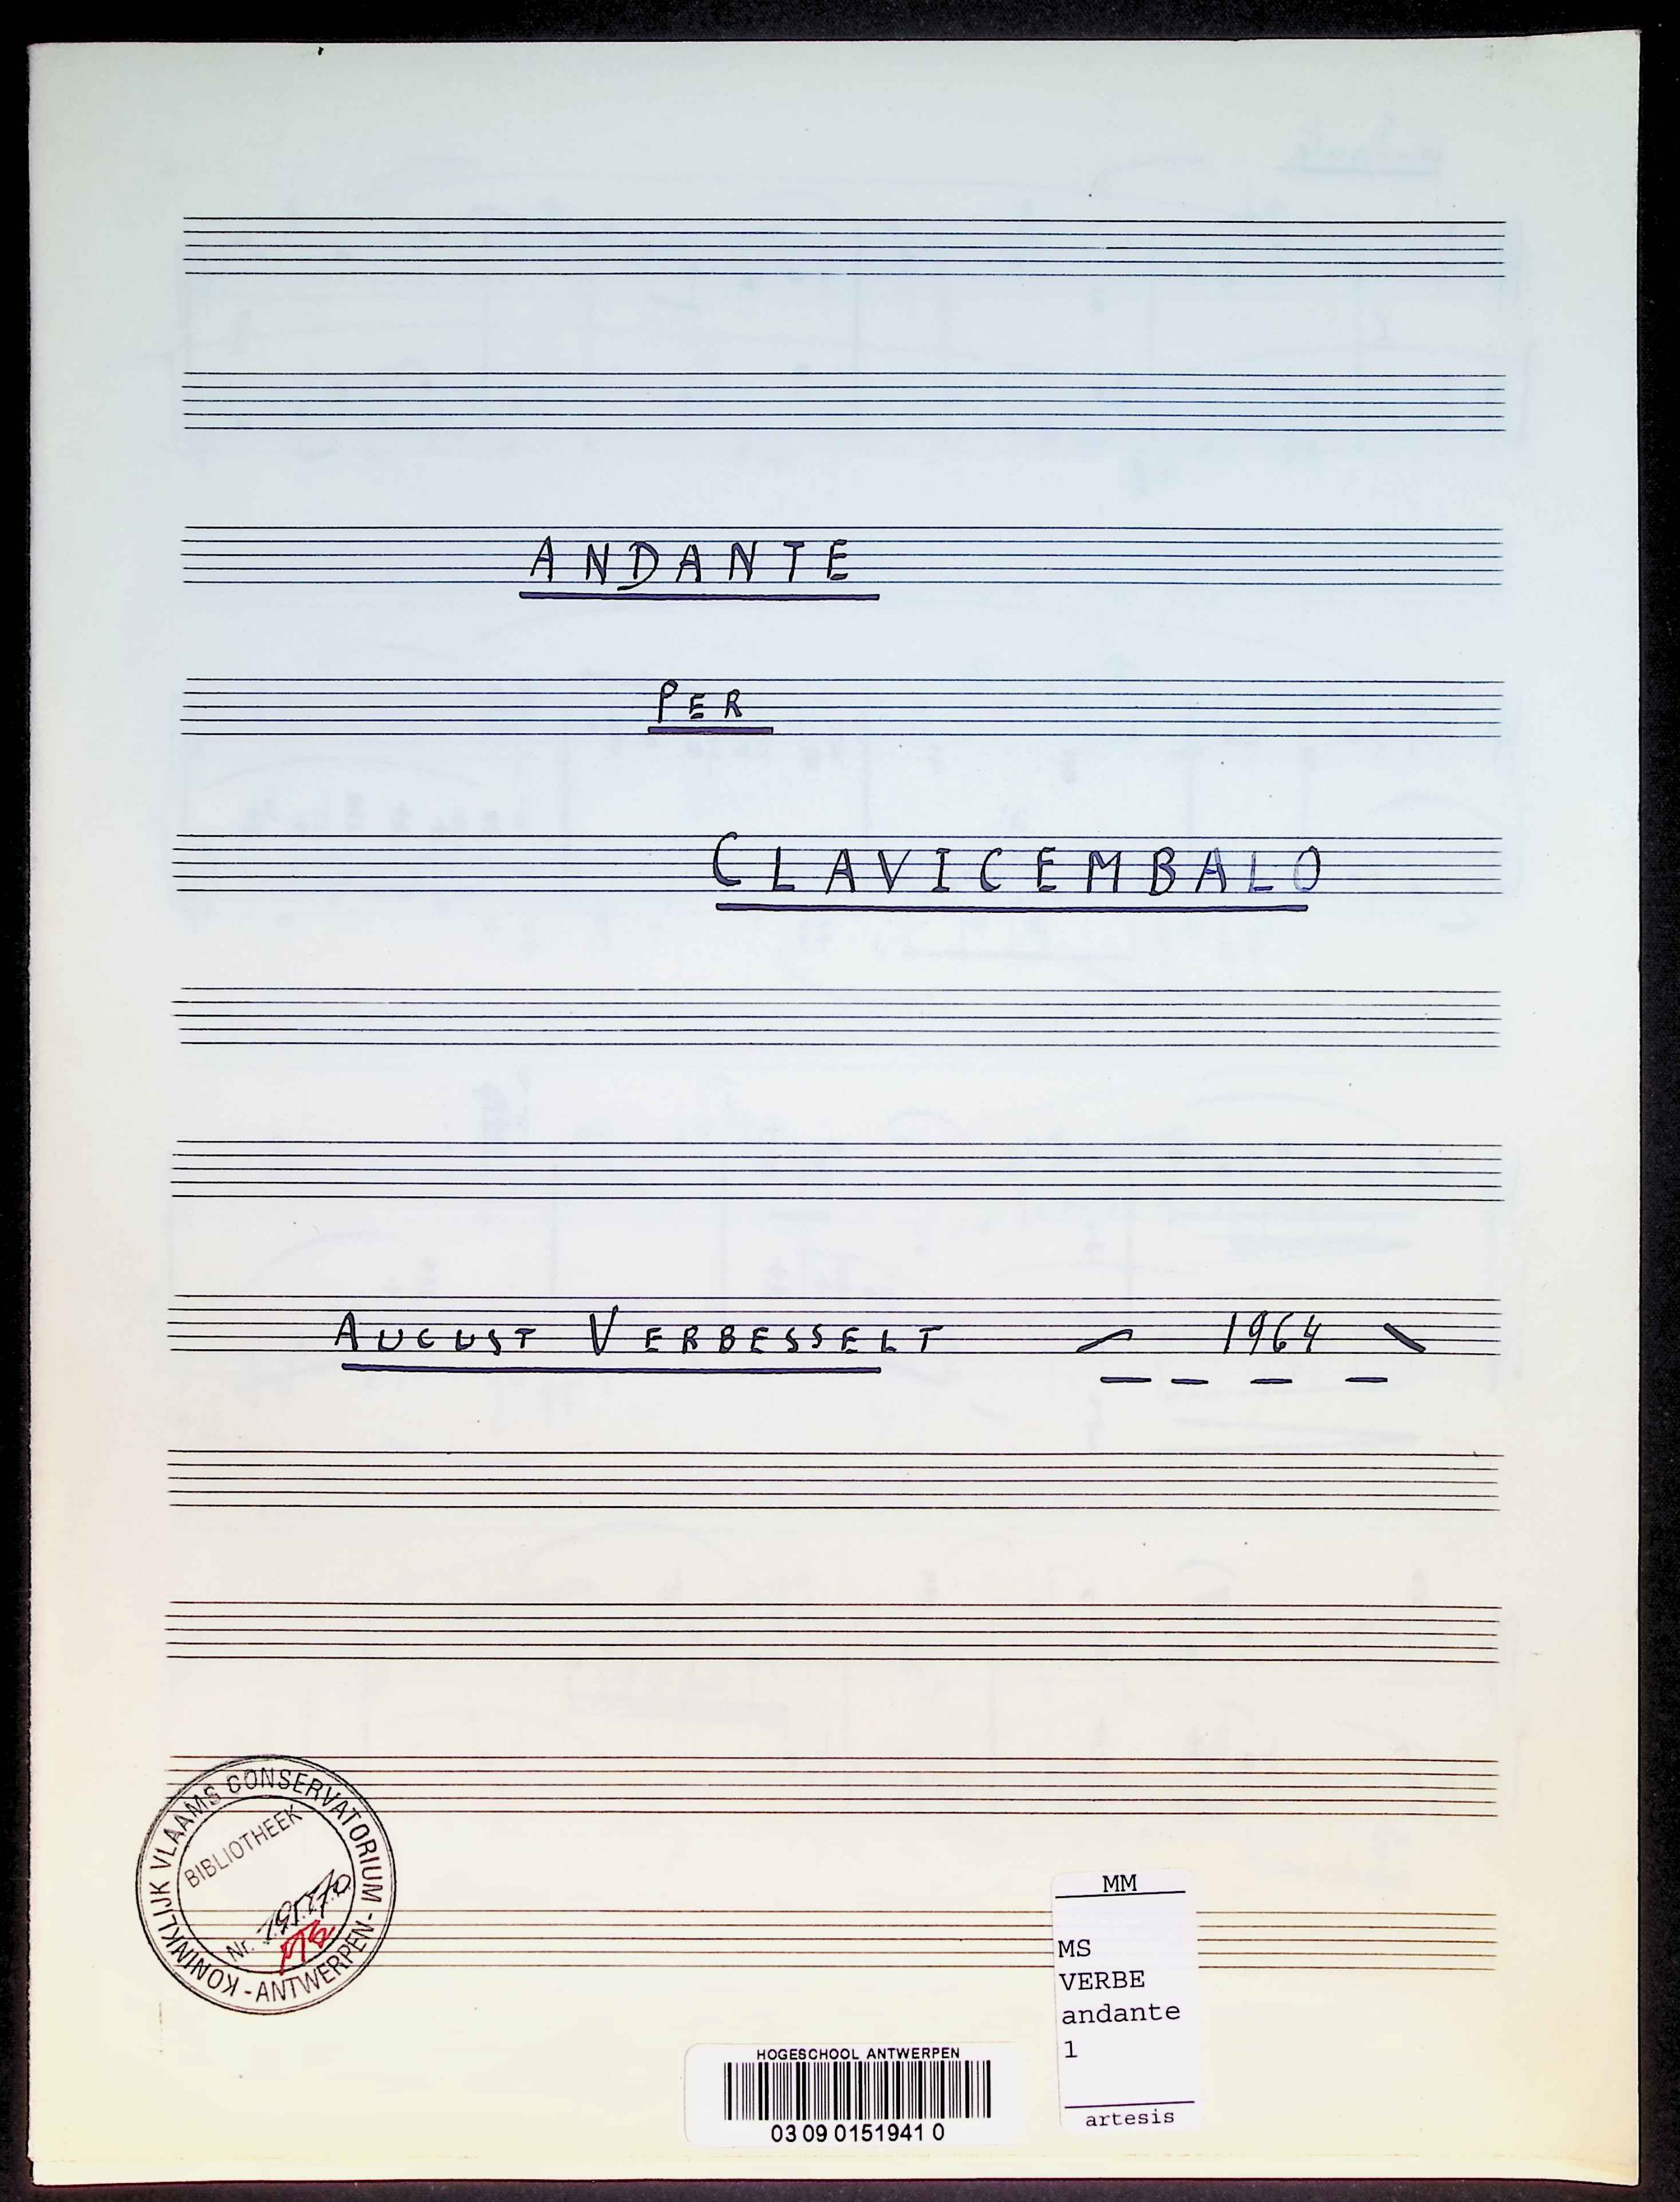 ANDANTE
PER
CLAVICEMBALO
AUGUST VERBESSELT - 1964 -
KONINKLIJK VLAAMS CONSERVATORIUM - ANTWERPEN -
BIBLIOTHEEK
Nr.
MM
MS
VERBE
andante
1
artesis
HOGESCHOOL ANTWERPEN
03 09 0151941 0